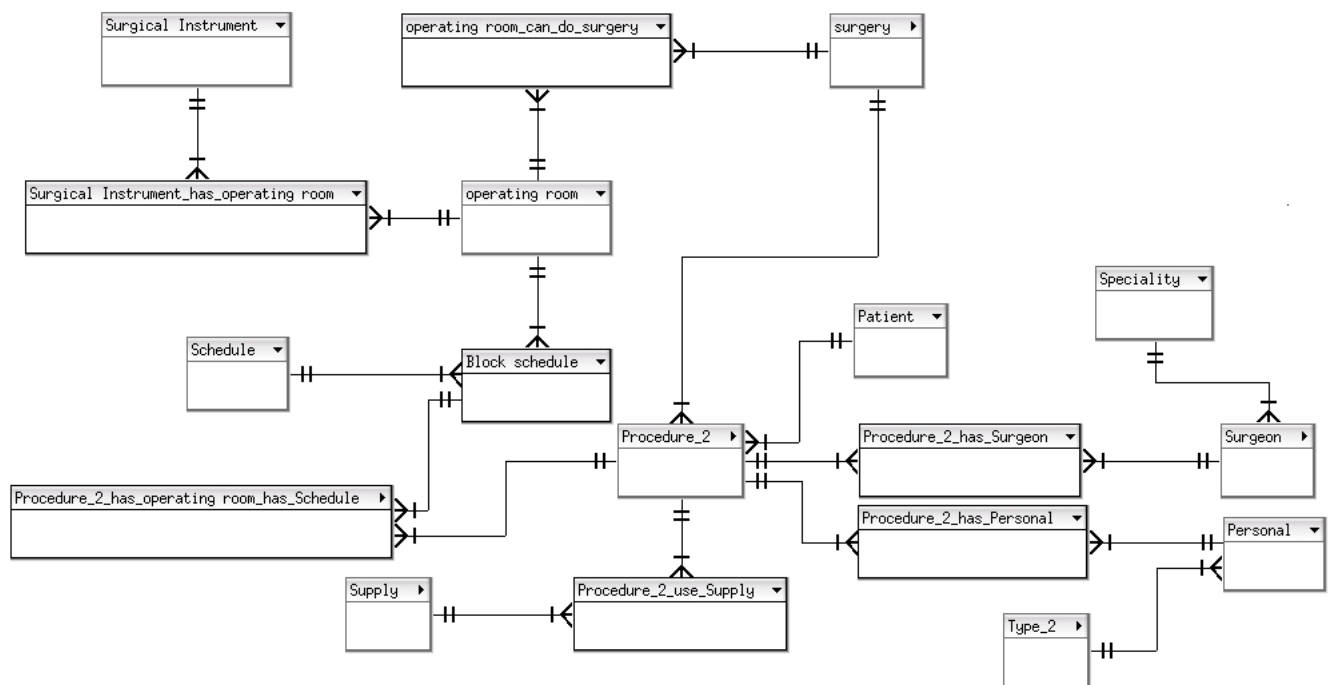 Surgical Instrument
operating room_can_do_surgery
surgery
Surgical Instrument_has_operating room
operating room
Speciality
Patient
Schedule
Block schedule
Procedure_2
Procedure_2_has_Surgeon
Surgeon
Procedure_2_has_operating room_has_Schedule
Procedure_2_has_Personal
Personal
Supply
Procedure_2_use_Supply
Type_2